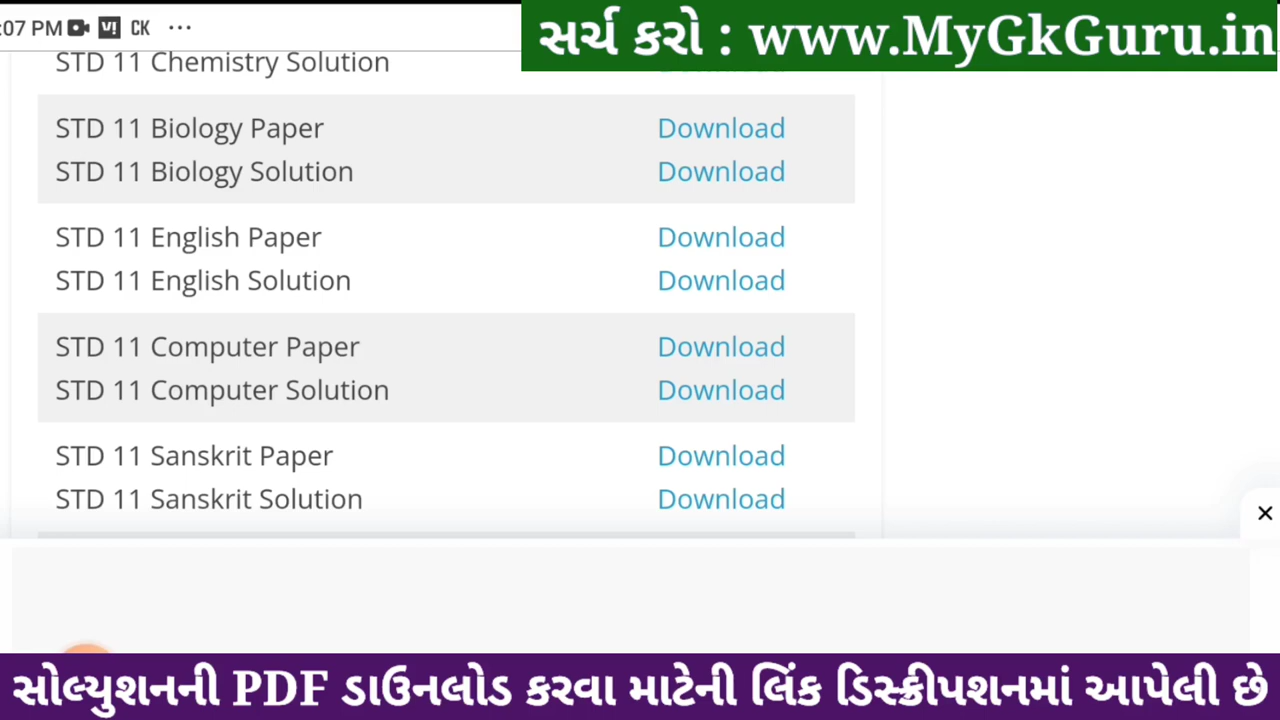 :07 PM V! CK ...
સર્ચ કરો : www.MyGkGuru.in
STD 11 Chemistry Solution
STD 11 Biology Paper Download
STD 11 Biology Solution Download
STD 11 English Paper Download
STD 11 English Solution Download
STD 11 Computer Paper Download
STD 11 Computer Solution Download
STD 11 Sanskrit Paper Download
STD 11 Sanskrit Solution Download
સોલ્યુશનની PDF ડાઉનલોડ કરવા માટેની લિંક ડિસ્ક્રીપશનમાં આપેલી છે